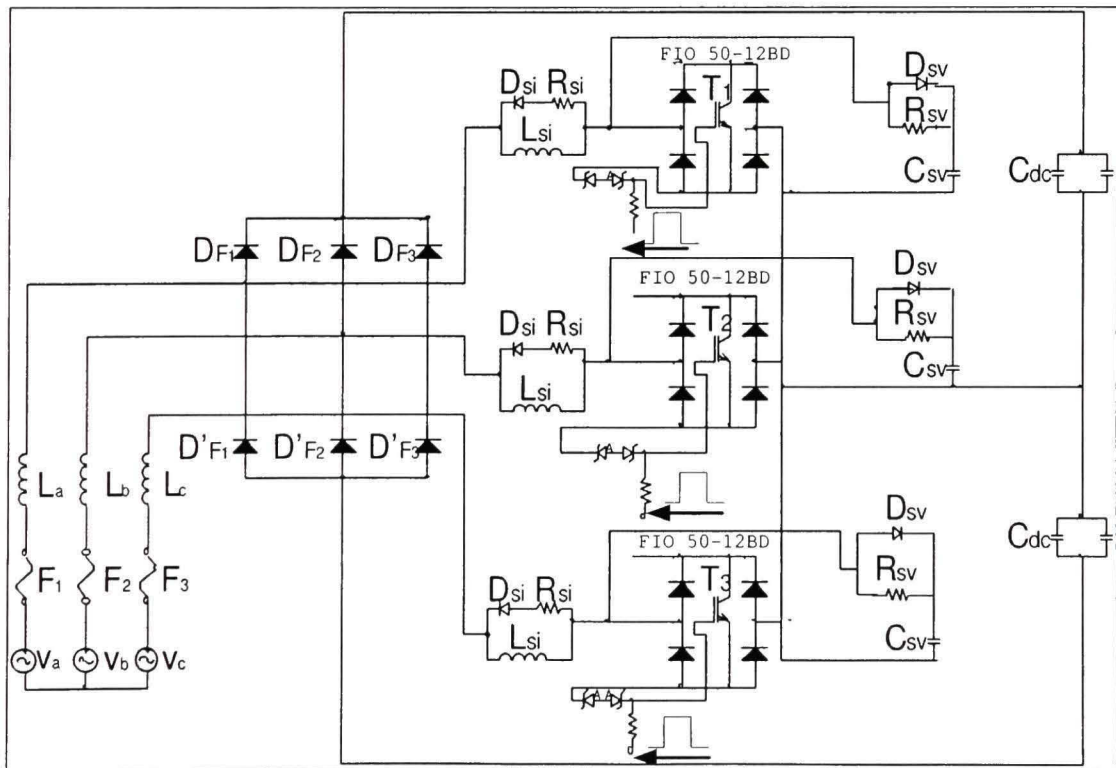 FIO 50-12BD
Dsi Rsi
Lsi
T1
Dsv
Rsv
Csv
Cdc
DF1 DF2 DF3
FIO 50-12BD
Dsi Rsi
Lsi
T2
Dsv
Rsv
Csv
D'F1 D'F2 D'F3
La Lb Lc
FIO 50-12BD
Dsi Rsi
Lsi
T3
Dsv
Rsv
Csv
Cdc
F1 F2 F3
Va Vb Vc